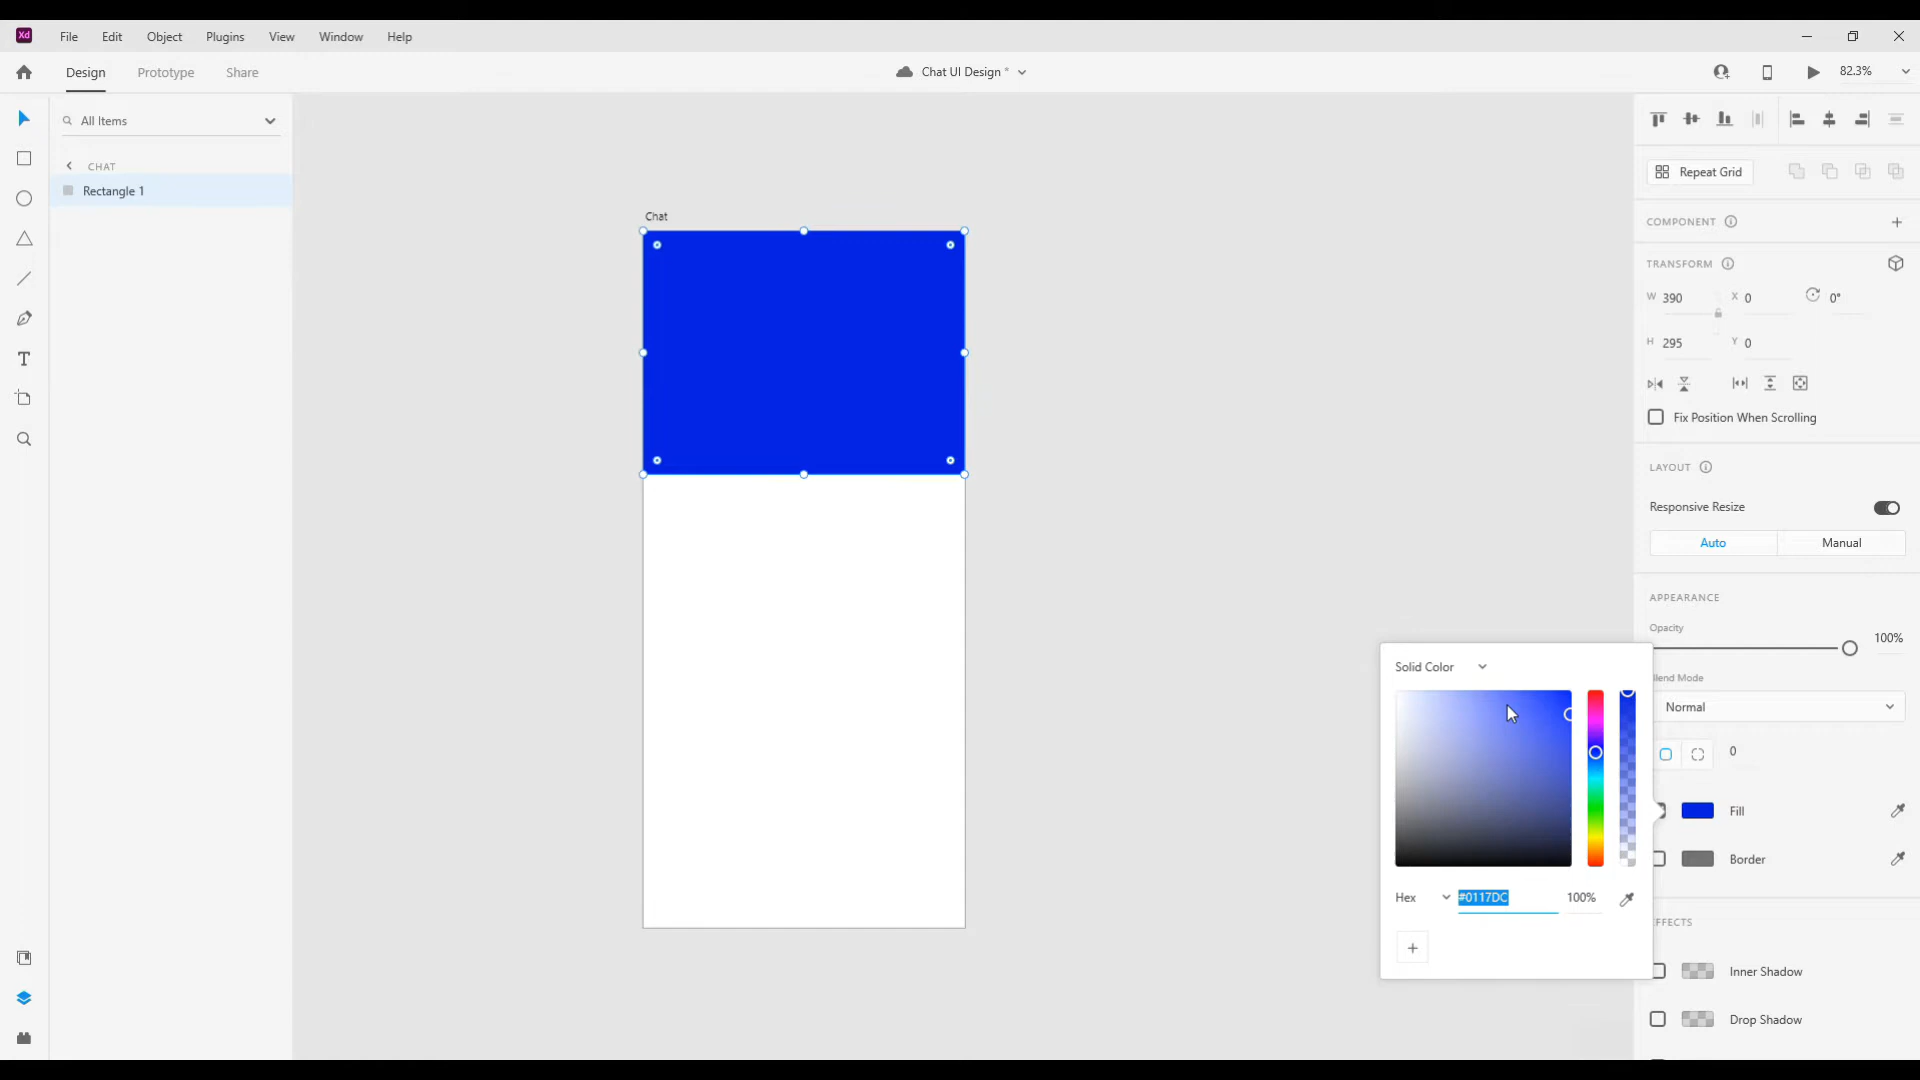 Xd File Edit Object Plugins View Window Help
Design Prototype Share Chat UI Design * 82.3%
All Items
CHAT
Rectangle 1
Chat
Repeat Grid
COMPONENT
TRANSFORM
W 390 X 0 0°
H 295 Y 0
Fix Position When Scrolling
LAYOUT
Responsive Resize
Auto Manual
APPEARANCE
Opacity
100%
Solid Color
lend Mode
Normal
0
Fill
Border
Hex #0117DC 100%
FFECTS
Inner Shadow
Drop Shadow
T